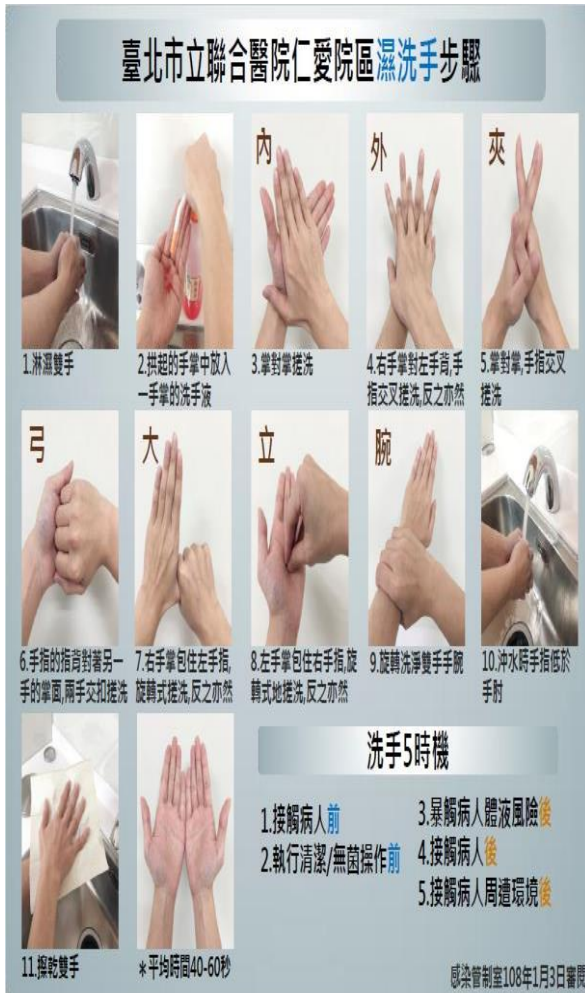 臺北市立聯合醫院仁愛院區濕洗手步驟
1.淋濕雙手
2.拱起的手掌中放入
一手掌的洗手液
內
3.掌對掌搓洗
外
4.右手掌對左手背,手
指交叉搓洗,反之亦然
夾
5.掌對掌,手指交叉
搓洗
弓
6.手指的指背對著另一
手的掌面,兩手交扣搓洗
大
7.右手掌包住左手指,
旋轉式搓洗,反之亦然
立
8.左手掌包住右手指,旋
轉式地搓洗,反之亦然
腕
9.旋轉洗淨雙手手腕
10.沖水時手指低於
手肘
11.擦乾雙手
*平均時間40-60秒
洗手5時機
1.接觸病人前
2.執行清潔/無菌操作前
3.暴觸病人體液風險後
4.接觸病人後
5.接觸病人周遭環境後
感染管制室108年1月3日審閱